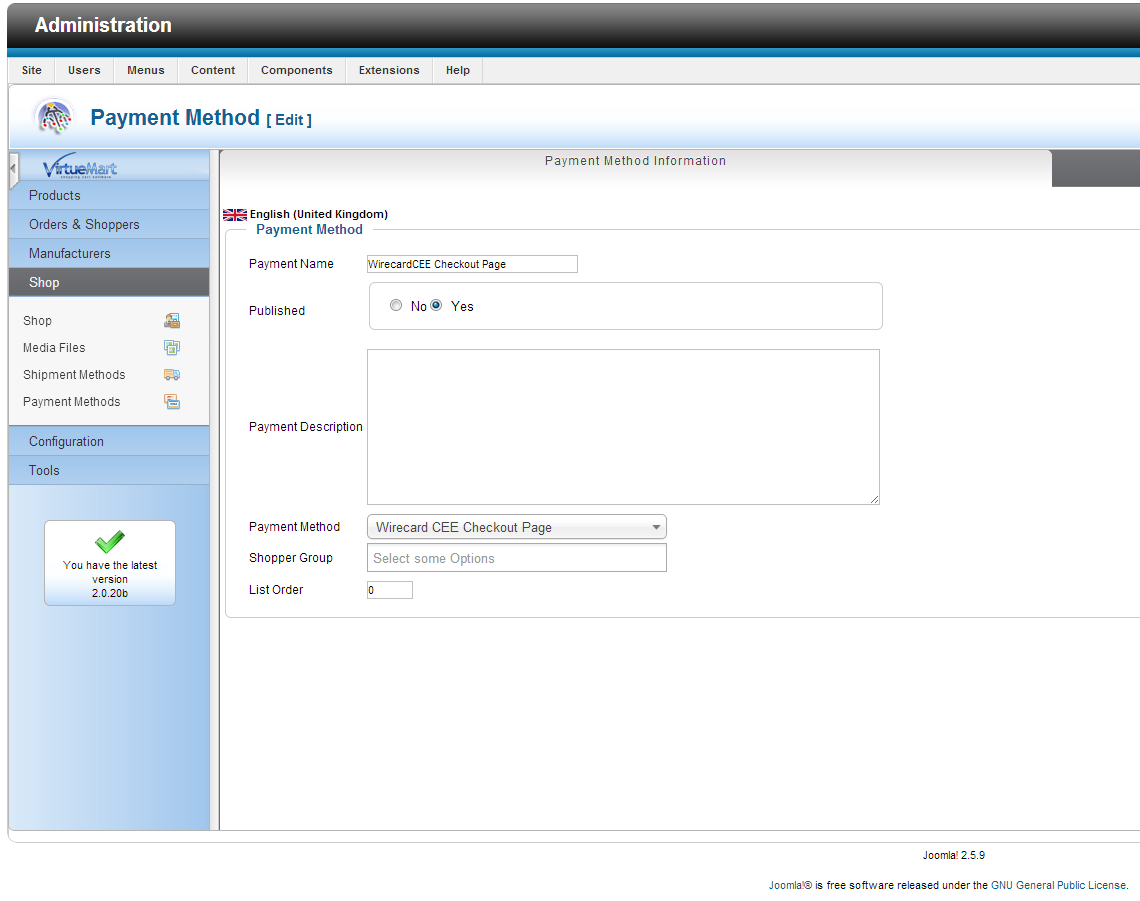 Administration
Site Users Menus Content Components Extensions Help
Payment Method [ Edit ]
VirtueMart
Products
Orders & Shoppers
Manufacturers
Shop
Shop
Media Files
Shipment Methods
Payment Methods
Configuration
Tools
You have the latest
version
2.0.20b
Payment Method Information
English (United Kingdom)
Payment Method
Payment Name WirecardCEE Checkout Page
Published No Yes
Payment Description
Payment Method Wirecard CEE Checkout Page
Shopper Group Select some Options
List Order 0
Joomla! 2.5.9
Joomla!® is free software released under the GNU General Public License.